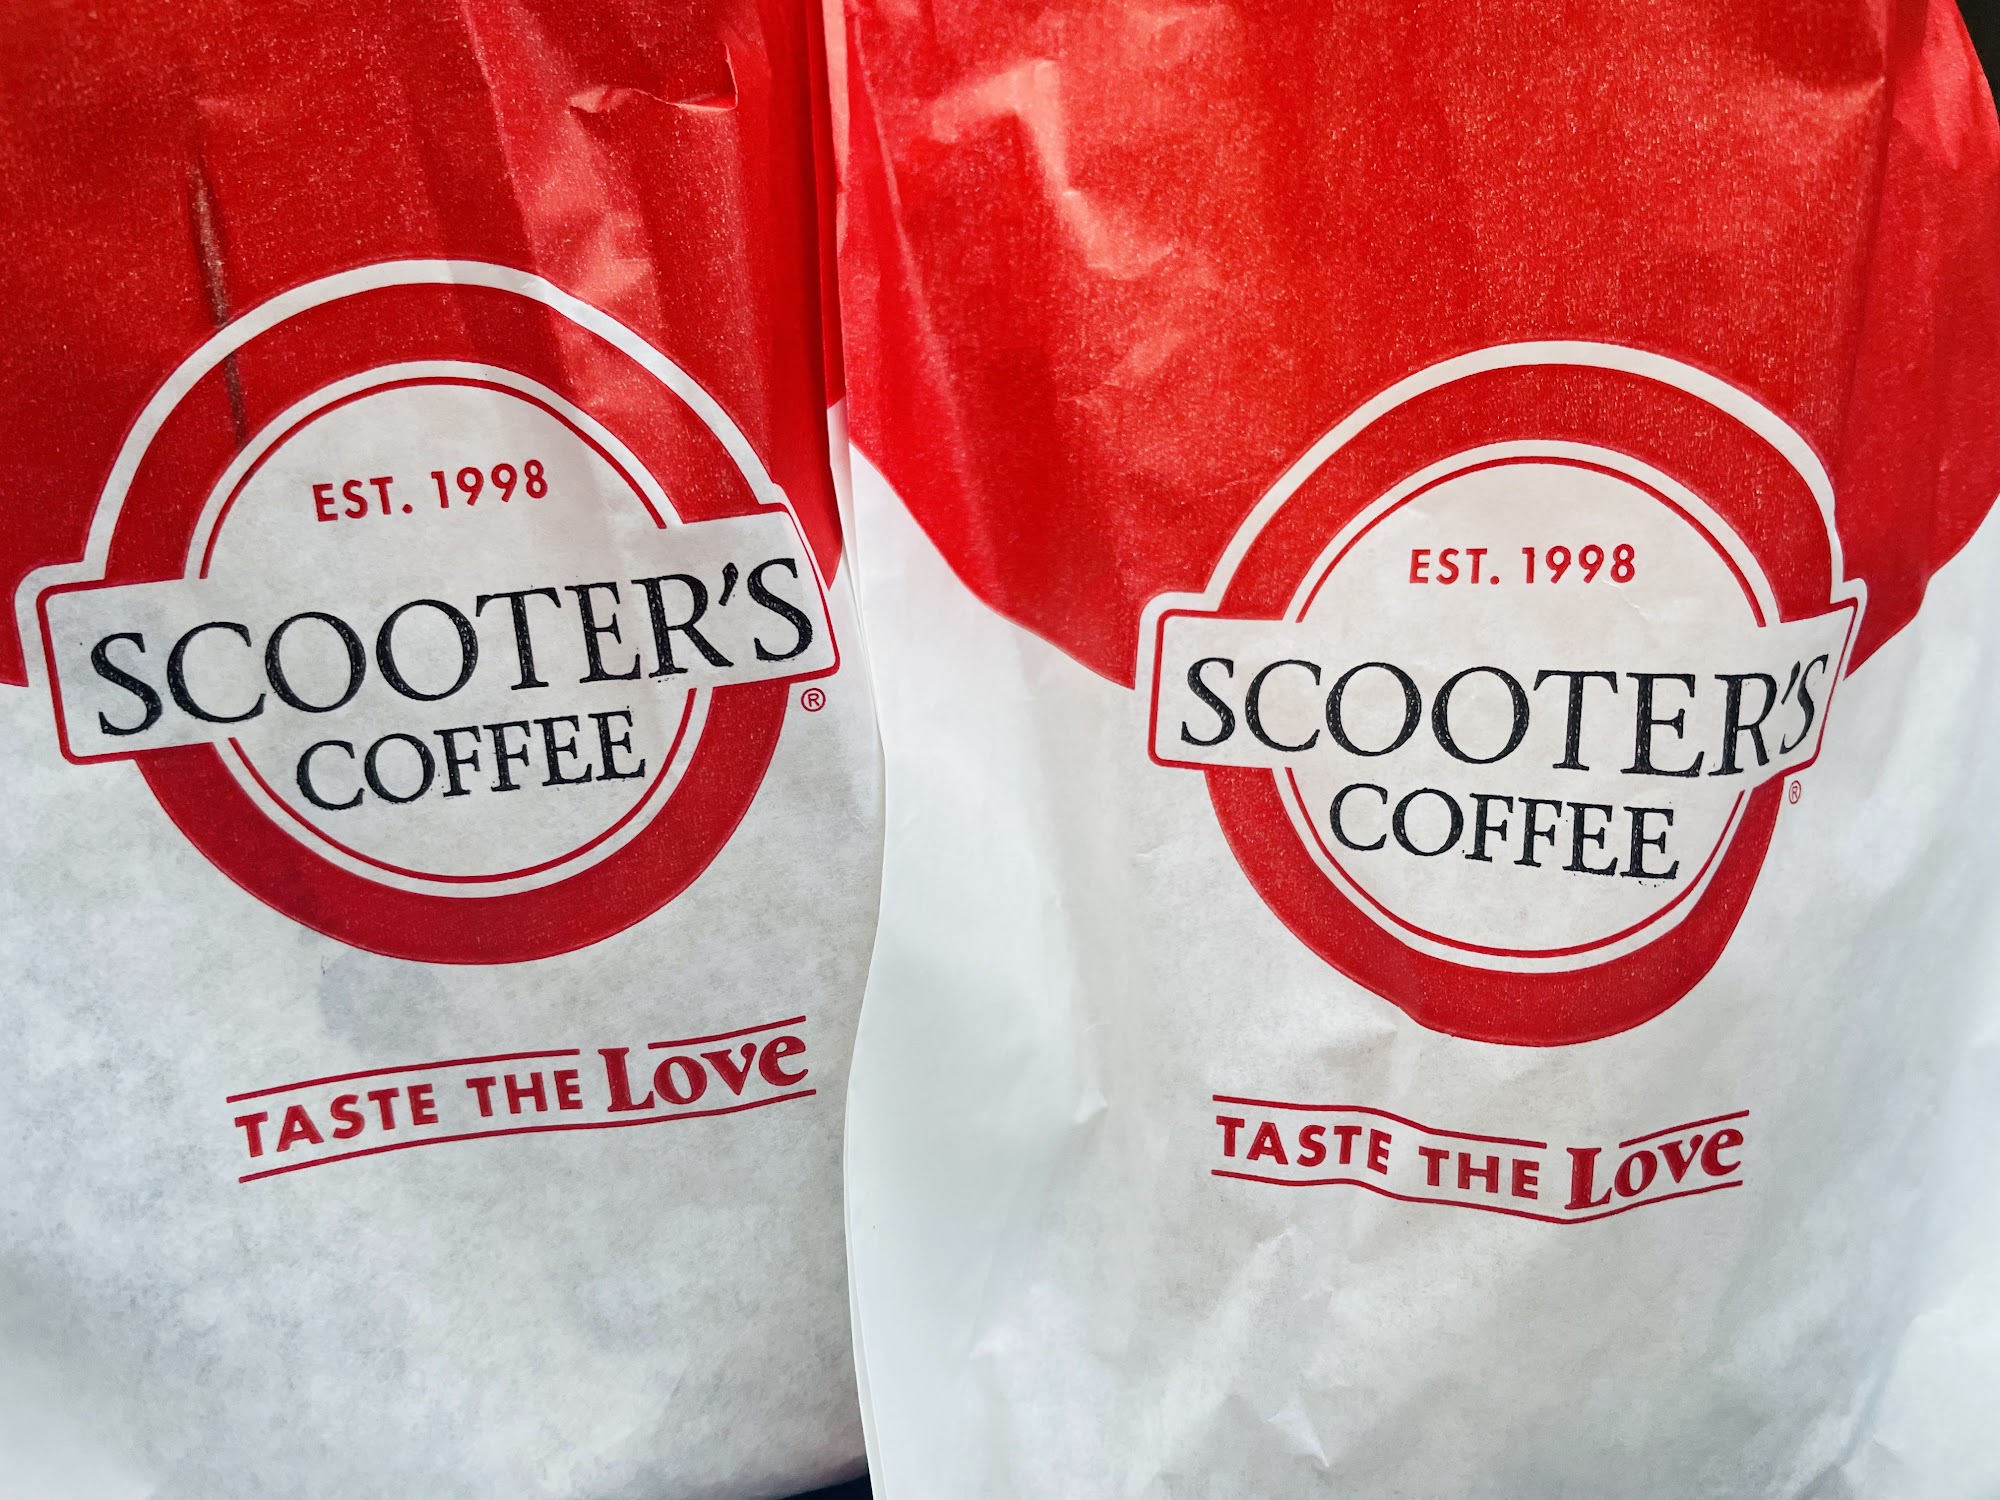 EST. 1998
SCOOTER'S
COFFEE
®
TASTE THE Love
EST. 1998
SCOOTER'S
COFFEE
®
TASTE THE Love